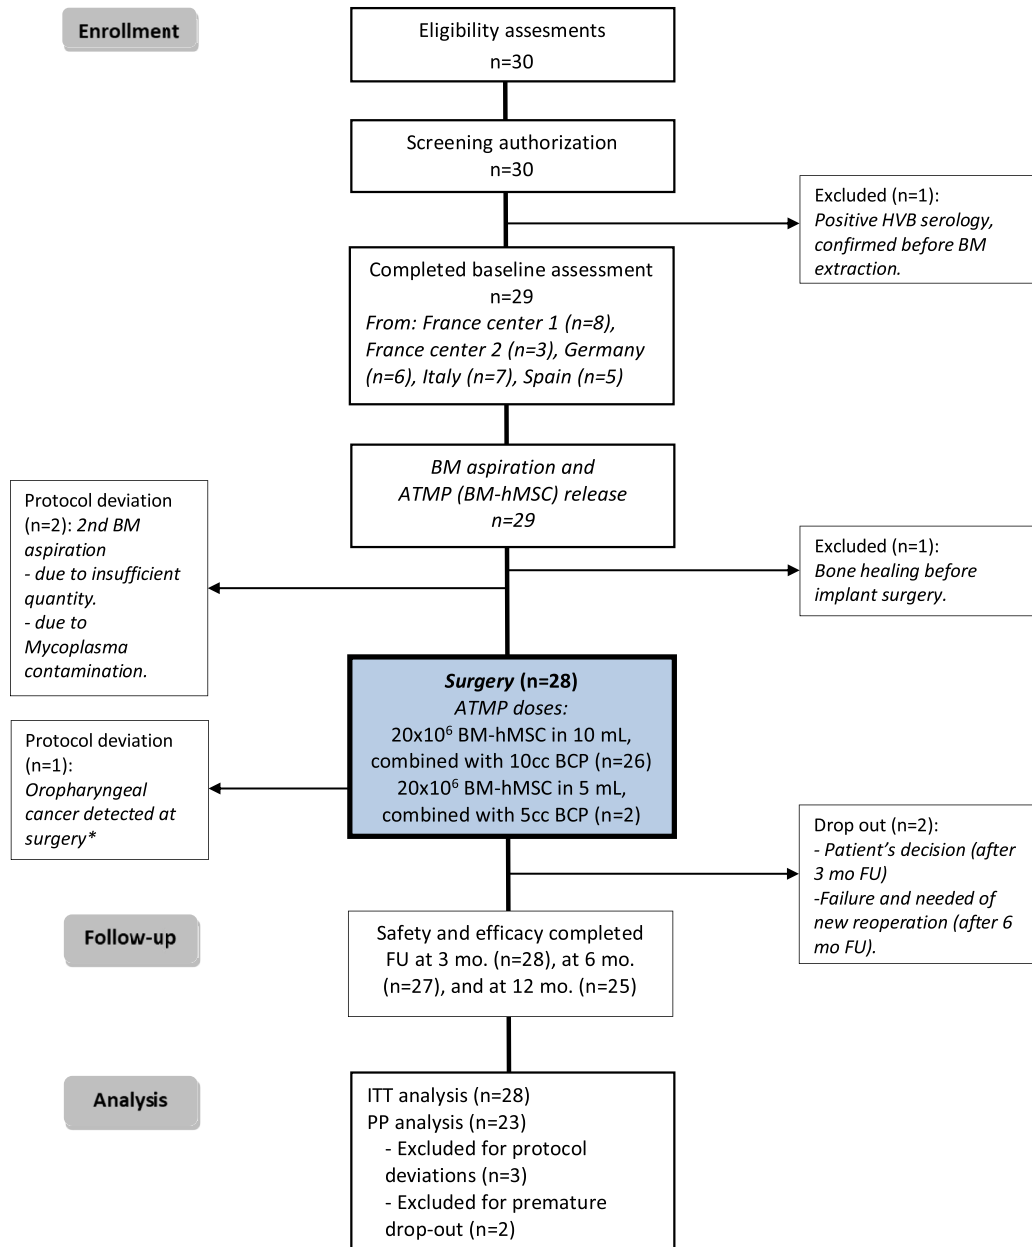 Enrollment
Eligibility assesments
n=30
Screening authorization
n=30
Excluded (n=1):
Positive HVB serology,
confirmed before BM
extraction.
Completed baseline assessment
n=29
From: France center 1 (n=8),
France center 2 (n=3), Germany
(n=6), Italy (n=7), Spain (n=5)
BM aspiration and
ATMP (BM-hMSC) release
n=29
Protocol deviation
(n=2): 2nd BM
aspiration
- due to insufficient
quantity.
- due to
Mycoplasma
contamination.
Excluded (n=1):
Bone healing before
implant surgery.
Surgery (n=28)
ATMP doses:
20x10⁶ BM-hMSC in 10 mL,
combined with 10cc BCP (n=26)
20x10⁶ BM-hMSC in 5 mL,
combined with 5cc BCP (n=2)
Protocol deviation
(n=1):
Oropharyngeal
cancer detected at
surgery*
Drop out (n=2):
- Patient’s decision (after
3 mo FU)
-Failure and needed of
new reoperation (after 6
mo FU).
Follow-up
Safety and efficacy completed
FU at 3 mo. (n=28), at 6 mo.
(n=27), and at 12 mo. (n=25)
Analysis
ITT analysis (n=28)
PP analysis (n=23)
- Excluded for protocol
deviations (n=3)
- Excluded for premature
drop-out (n=2)